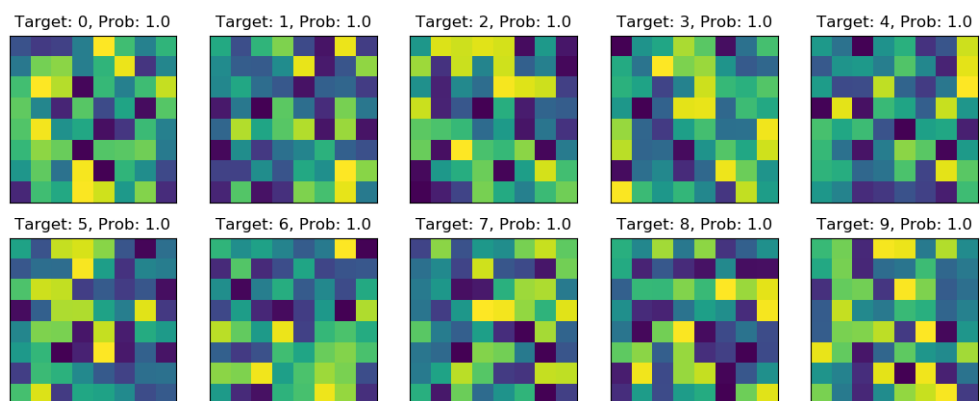 Target: 0, Prob: 1.0
Target: 1, Prob: 1.0
Target: 2, Prob: 1.0
Target: 3, Prob: 1.0
Target: 4, Prob: 1.0
Target: 5, Prob: 1.0
Target: 6, Prob: 1.0
Target: 7, Prob: 1.0
Target: 8, Prob: 1.0
Target: 9, Prob: 1.0